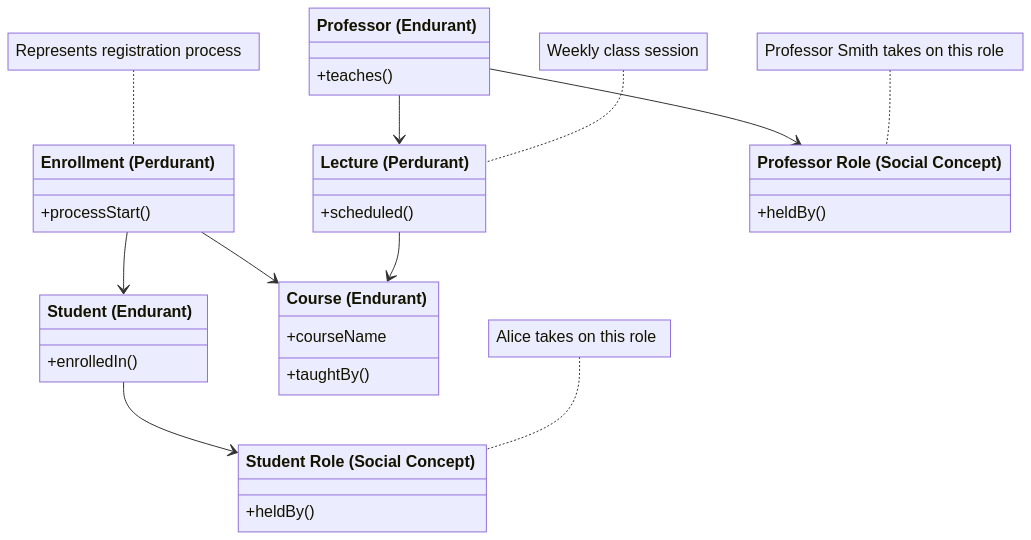 Professor (Endurant)
+teaches()
Represents registration process
Weekly class session
Professor Smith takes on this role
Enrollment (Perdurant)
+processStart()
Lecture (Perdurant)
+scheduled()
Professor Role (Social Concept)
+heldBy()
Student (Endurant)
+enrolledIn()
Course (Endurant)
+courseName
+taughtBy()
Alice takes on this role
Student Role (Social Concept)
+heldBy()